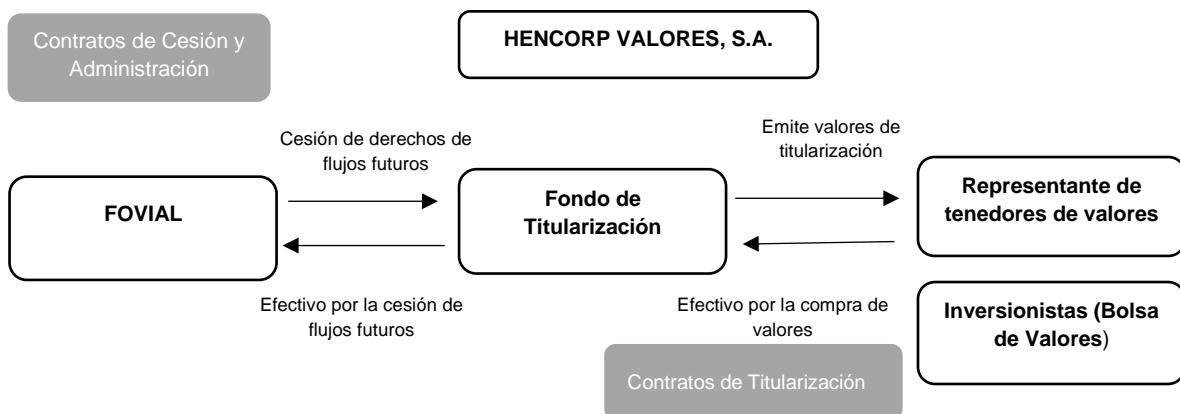 Contratos de Cesión y
Administración
HENCORP VALORES, S.A.
Cesión de derechos de
flujos futuros
Emite valores de
titularización
FOVIAL
Fondo de
Titularización
Representante de
tenedores de valores
Efectivo por la cesión de
flujos futuros
Efectivo por la compra de
valores
Inversionistas (Bolsa
de Valores)
Contratos de Titularización